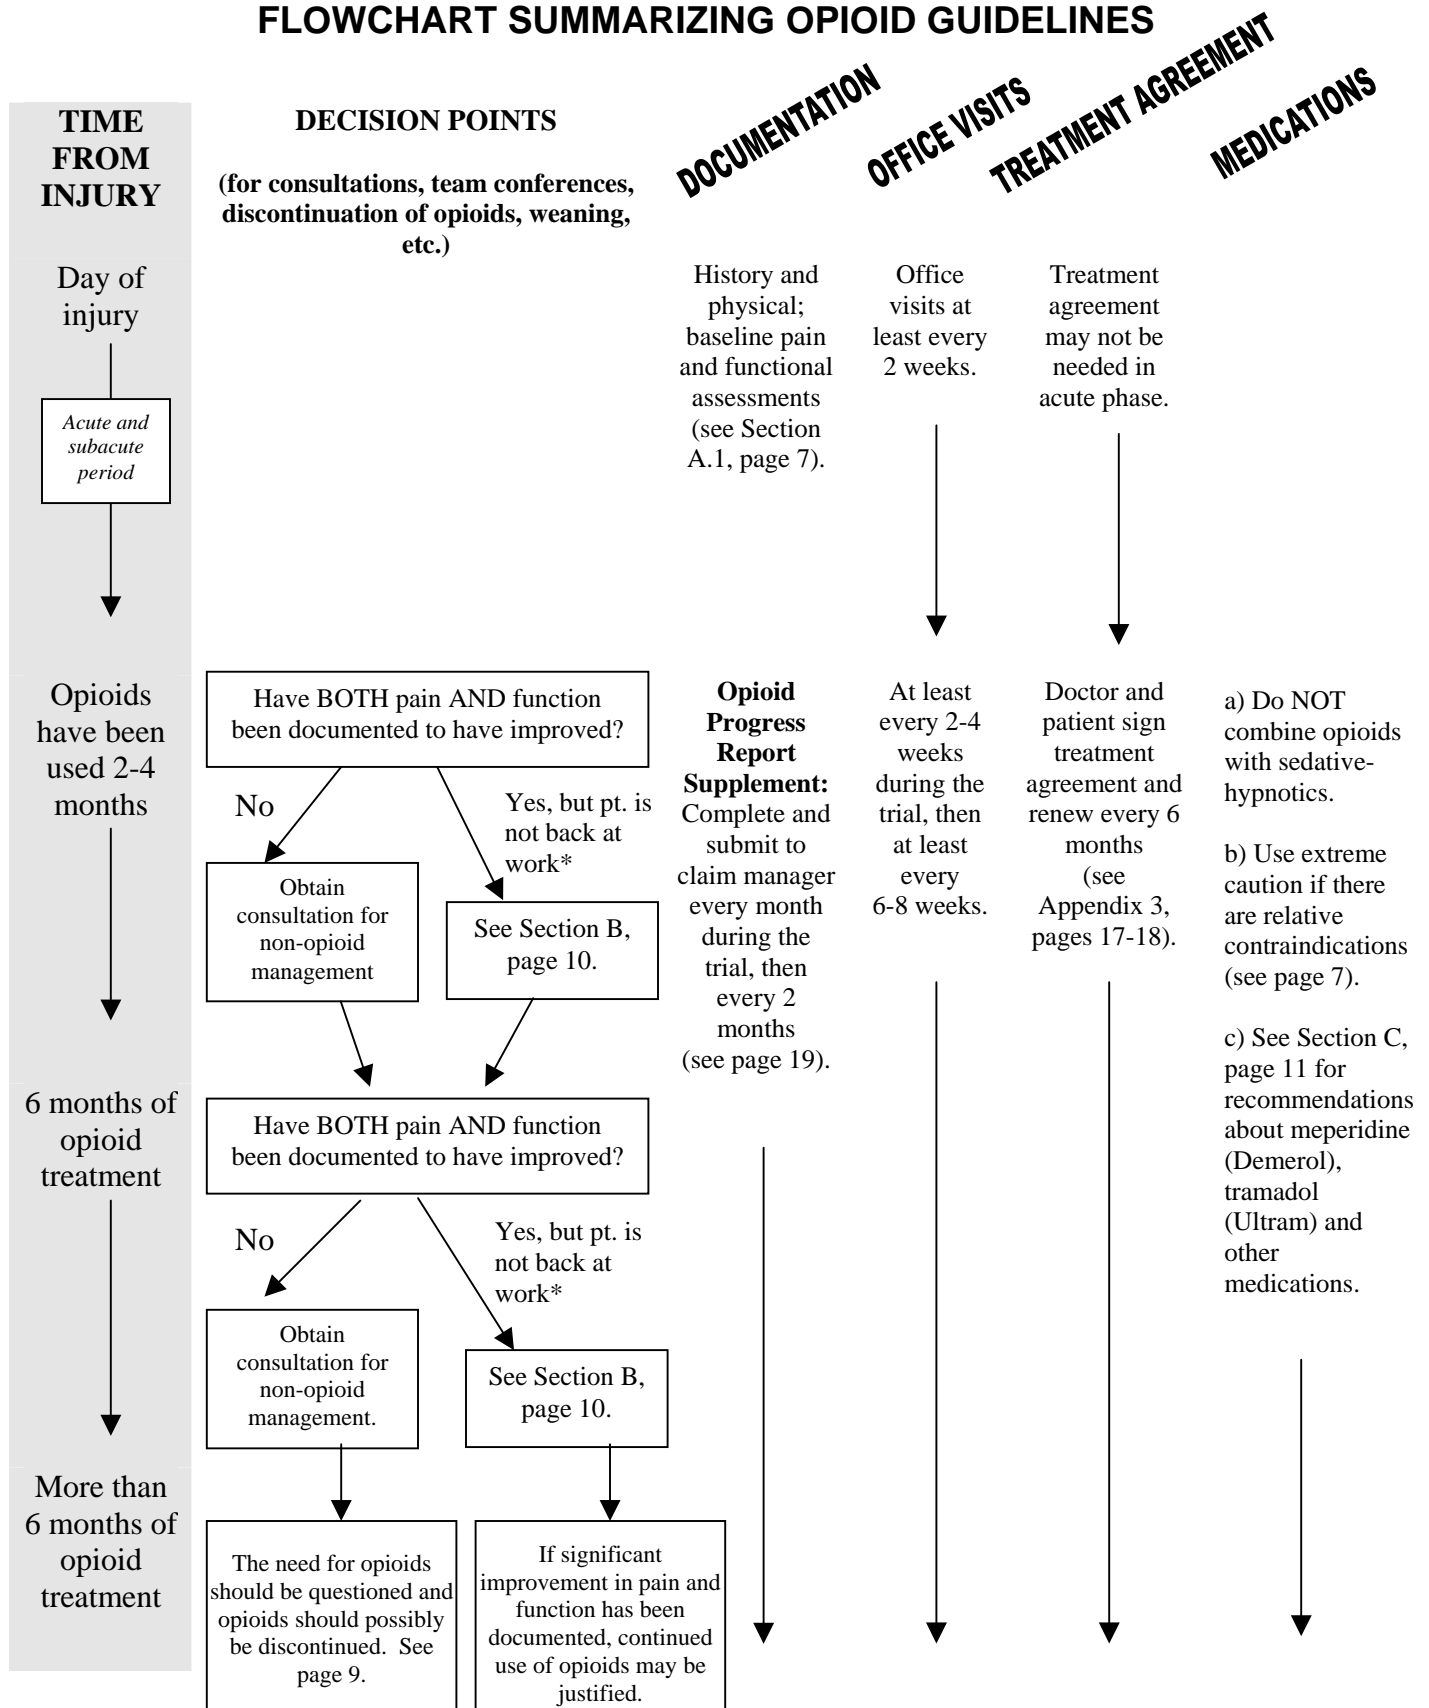 FLOWCHART SUMMARIZING OPIOID GUIDELINES
TIME
FROM
INJURY
DECISION POINTS
(for consultations, team conferences,
discontinuation of opioids, weaning,
etc.)
DOCUMENTATION
OFFICE VISITS
TREATMENT AGREEMENT
MEDICATIONS
Day of
injury
Acute and
subacute
period
History and
physical;
baseline pain
and functional
assessments
(see Section
A.1, page 7).
Office
visits at
least every
2 weeks.
Treatment
agreement
may not be
needed in
acute phase.
Opioids
have been
used 2-4
months
Have BOTH pain AND function
been documented to have improved?
No
Yes, but pt. is
not back at
work*
Obtain
consultation for
non-opioid
management
See Section B,
page 10.
Opioid
Progress
Report
Supplement:
Complete and
submit to
claim manager
every month
during the
trial, then
every 2
months
(see page 19).
At least
every 2-4
weeks
during the
trial, then
at least
every
6-8 weeks.
Doctor and
patient sign
treatment
agreement and
renew every 6
months
(see
Appendix 3,
pages 17-18).
a) Do NOT
combine opioids
with sedative-
hypnotics.
b) Use extreme
caution if there
are relative
contraindications
(see page 7).
c) See Section C,
page 11 for
recommendations
about meperidine
(Demerol),
tramadol
(Ultram) and
other
medications.
6 months of
opioid
treatment
Have BOTH pain AND function
been documented to have improved?
No
Yes, but pt. is
not back at
work*
Obtain
consultation for
non-opioid
management.
See Section B,
page 10.
More than
6 months of
opioid
treatment
The need for opioids
should be questioned and
opioids should possibly
be discontinued. See
page 9.
If significant
improvement in pain and
function has been
documented, continued
use of opioids may be
justified.